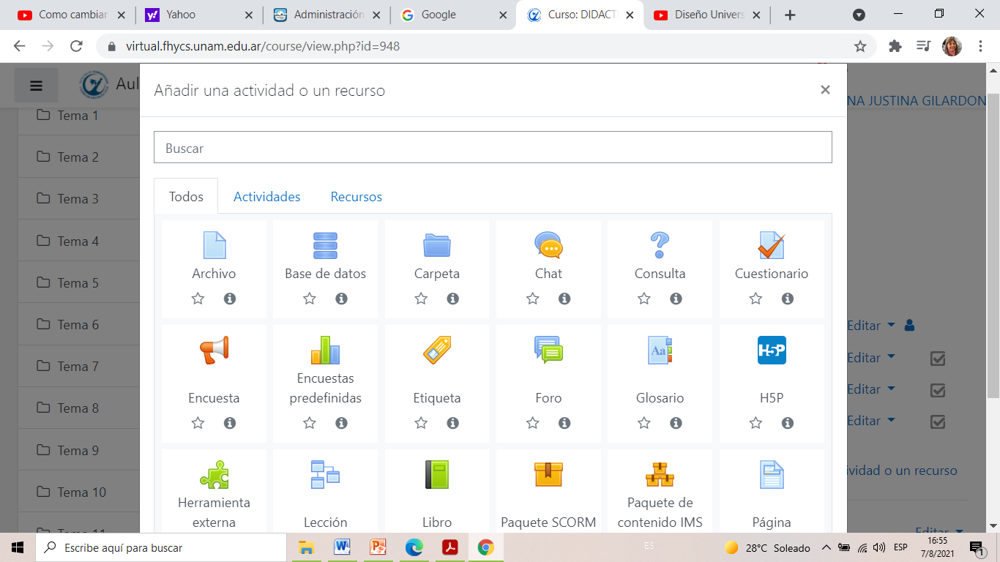 Como cambiar
Yahoo
Administración
Google
Curso: DIDACT
Diseño Univers
virtual.fhycs.unam.edu.ar/course/view.php?id=948
Aul
Añadir una actividad o un recurso
NA JUSTINA GILARDON
Tema 1
Tema 2
Tema 3
Tema 4
Tema 5
Tema 6
Tema 7
Tema 8
Tema 9
Tema 10
Buscar
Todos Actividades Recursos
Archivo Base de datos Carpeta Chat Consulta Cuestionario
Aa H5P
Encuesta Encuestas predefinidas Etiqueta Foro Glosario H5P
Herramienta externa Lección Libro Paquete SCORM Paquete de contenido IMS Página
Editar
Editar
Editar
Editar
ividad o un recurso
Editar
Escribe aquí para buscar
ES
28°C Soleado
ESP
16:55
7/8/2021
1